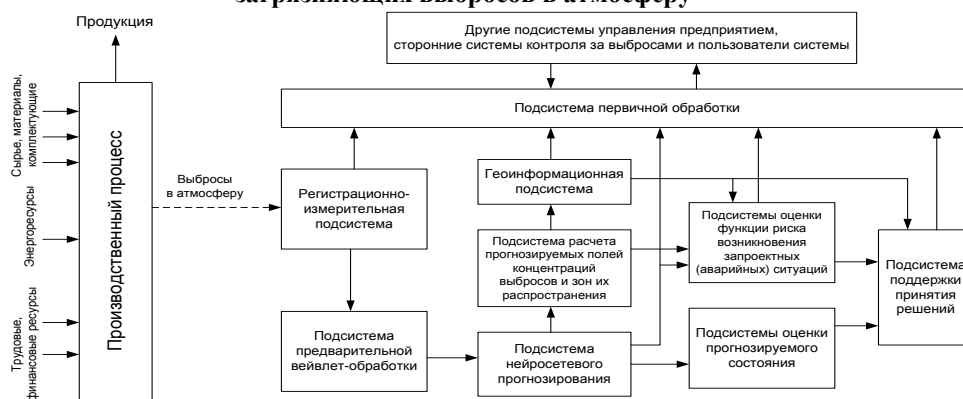 загрязняющих выбросов в атмосферу
Продукция
Другие подсистемы управления предприятием,
сторонние системы контроля за выбросами и пользователи
системы
Подсистема первичной обработки
Сырье, материалы,
комплектующие
Энергоресурсы
Трудовые,
финансовые ресурсы
Производственный процесс
Выбросы
в атмосферу
Регистрационно-
измерительная
подсистема
Геоинформационная
подсистема
Подсистема расчета
прогнозируемых полей
концентраций
выбросов и зон их
распространения
Подсистемы оценки
функции риска
возникновения
запроектных
(аварийных) ситуаций
Подсистема
поддержки
принятия
решений
Подсистема
предварительной
вейвлет-обработки
Подсистема
нейросетевого
прогнозирования
Подсистемы оценки
прогнозируемого
состояния